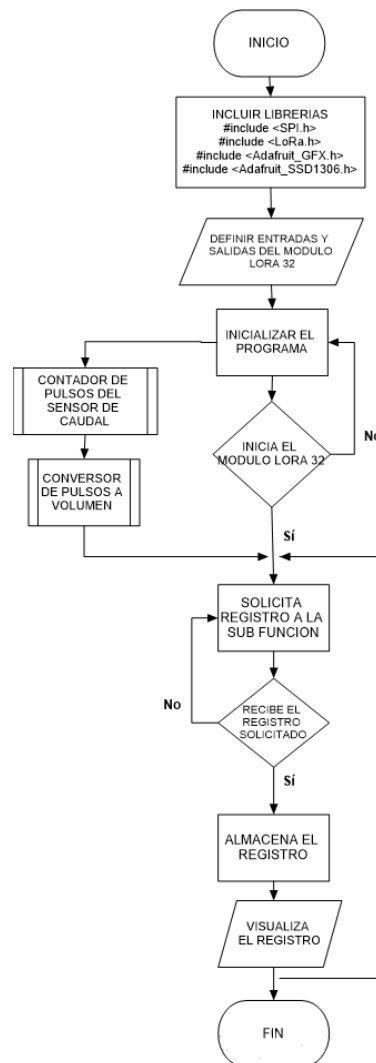 INICIO
INCLUIR LIBRERIAS
#include <SPI.h>
#include <LoRa.h>
#include <Adafruit_GFX.h>
#include <Adafruit_SSD1306.h>
DEFINIR ENTRADAS Y
SALIDAS DEL MODULO
LORA 32
INICIALIZAR EL
PROGRAMA
CONTADOR DE
PULSOS DEL
SENSOR DE
CAUDAL
CONVERSOR
DE PULSOS A
VOLUMEN
INICIA EL
MODULO LORA 32
No
Sí
SOLICITA
REGISTRO A LA
SUB FUNCION
No
RECIBE EL
REGISTRO
SOLICITADO
Sí
ALMACENA EL
REGISTRO
VISUALIZA
EL REGISTRO
FIN